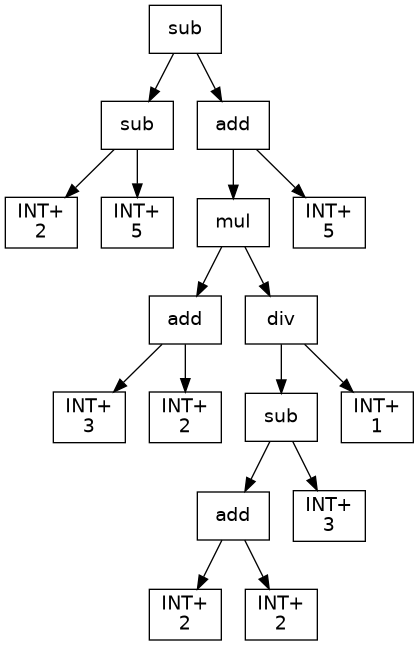 sub
sub
add
INT+
2
INT+
5
mul
INT+
5
add
div
INT+
3
INT+
2
sub
INT+
1
add
INT+
3
INT+
2
INT+
2